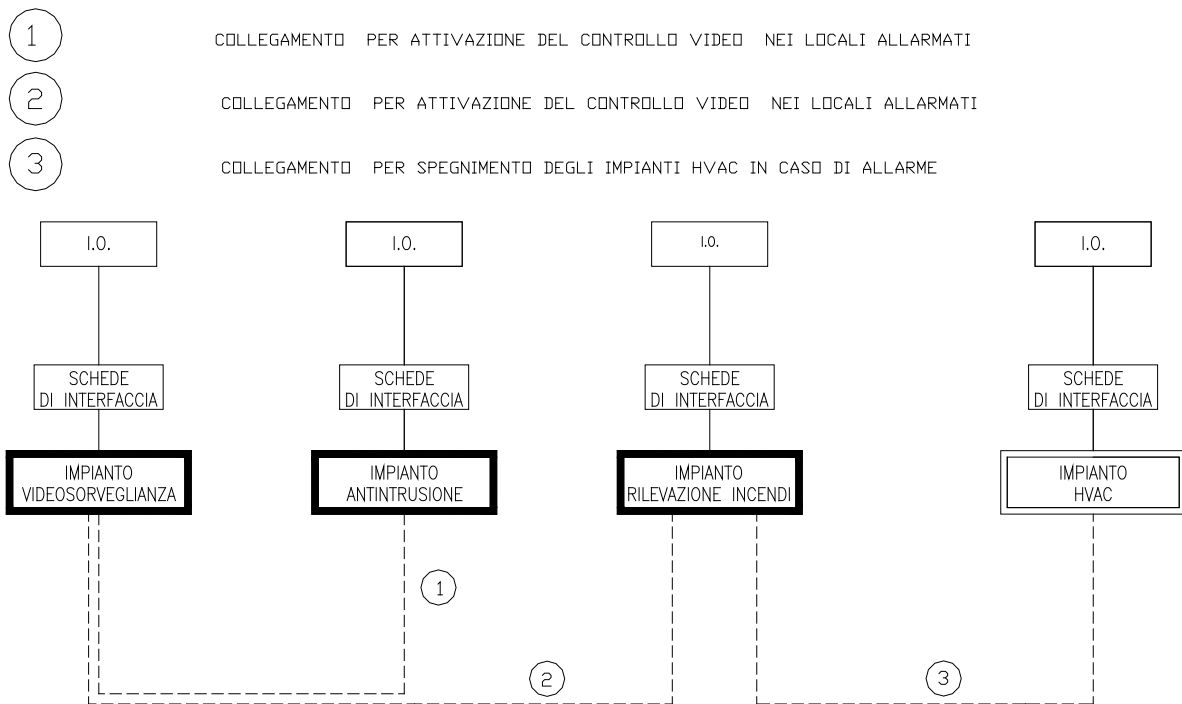 1 COLLEGAMENTO PER ATTIVAZIONE DEL CONTROLLO VIDEO NEI LOCALI ALLARMATI
2 COLLEGAMENTO PER ATTIVAZIONE DEL CONTROLLO VIDEO NEI LOCALI ALLARMATI
3 COLLEGAMENTO PER SPEGNIMENTO DEGLI IMPIANTI HVAC IN CASO DI ALLARME
I.O. I.O. I.O. I.O.
SCHEDE SCHEDE SCHEDE SCHEDE
DI INTERFACCIA DI INTERFACCIA DI INTERFACCIA DI INTERFACCIA
IMPIANTO IMPIANTO IMPIANTO IMPIANTO
VIDEOSORVEGLIANZA ANTINTRUSIONE RILEVAZIONE INCENDI HVAC
1
2 3